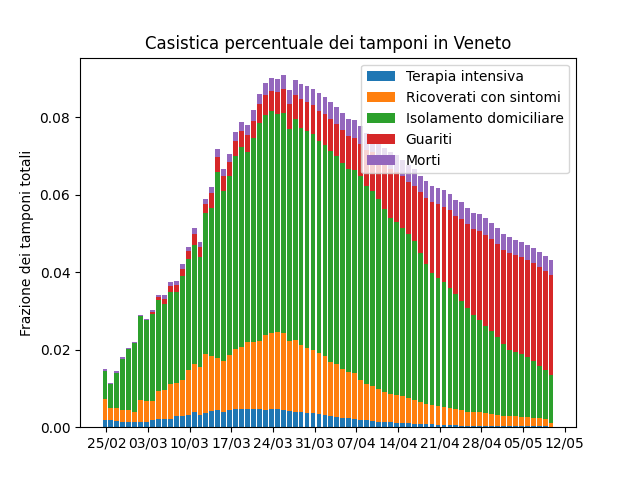 Casistica percentuale dei tamponi in Veneto
Frazione dei tamponi totali
0.08
0.06
0.04
0.02
0.00
Terapia intensiva
Ricoverati con sintomi
Isolamento domiciliare
Guariti
Morti
25/02 03/03 10/03 17/03 24/03 31/03 07/04 14/04 21/04 28/04 05/05 12/05